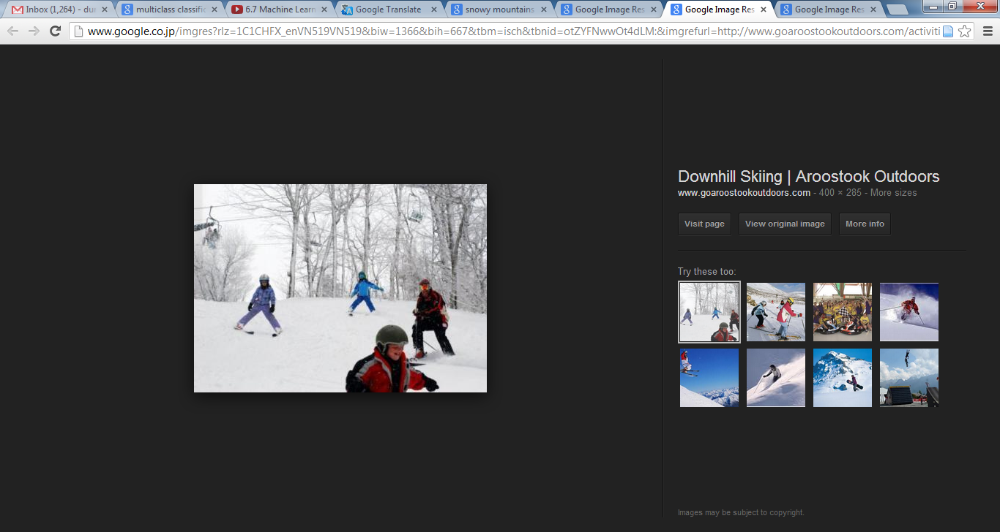 Inbox (1,264) - dur
multiclass classific
6.7 Machine Learn
Google Translate
snowy mountains
Google Image Res
Google Image Res
Google Image Res
www.google.co.jp/imgres?rlz=1C1CHFX_enVN519VN519&biw=1366&bih=667&tbm=isch&tbnid=otZYFNwwOt4dLM:&imgrefurl=http://www.goaroostookoutdoors.com/activiti
Downhill Skiing | Aroostook Outdoors
www.goaroostookoutdoors.com - 400 × 285 - More sizes
Visit page
View original image
More info
Try these too:
Images may be subject to copyright.